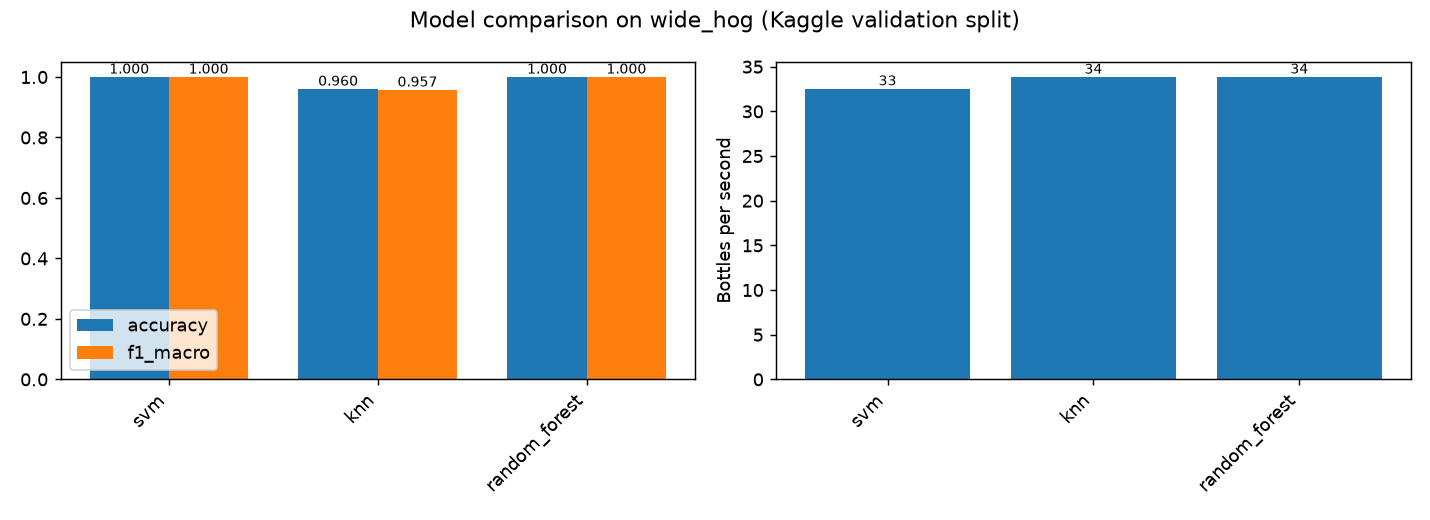 Model comparison on wide_hog (Kaggle validation split)
1.0
0.8
0.6
0.4
0.2
0.0
1.000
1.000
0.960
0.957
1.000
1.000
accuracy
f1_macro
svm
knn
random_forest
Bottles per second
35
30
25
20
15
10
5
0
33
34
34
svm
knn
random_forest